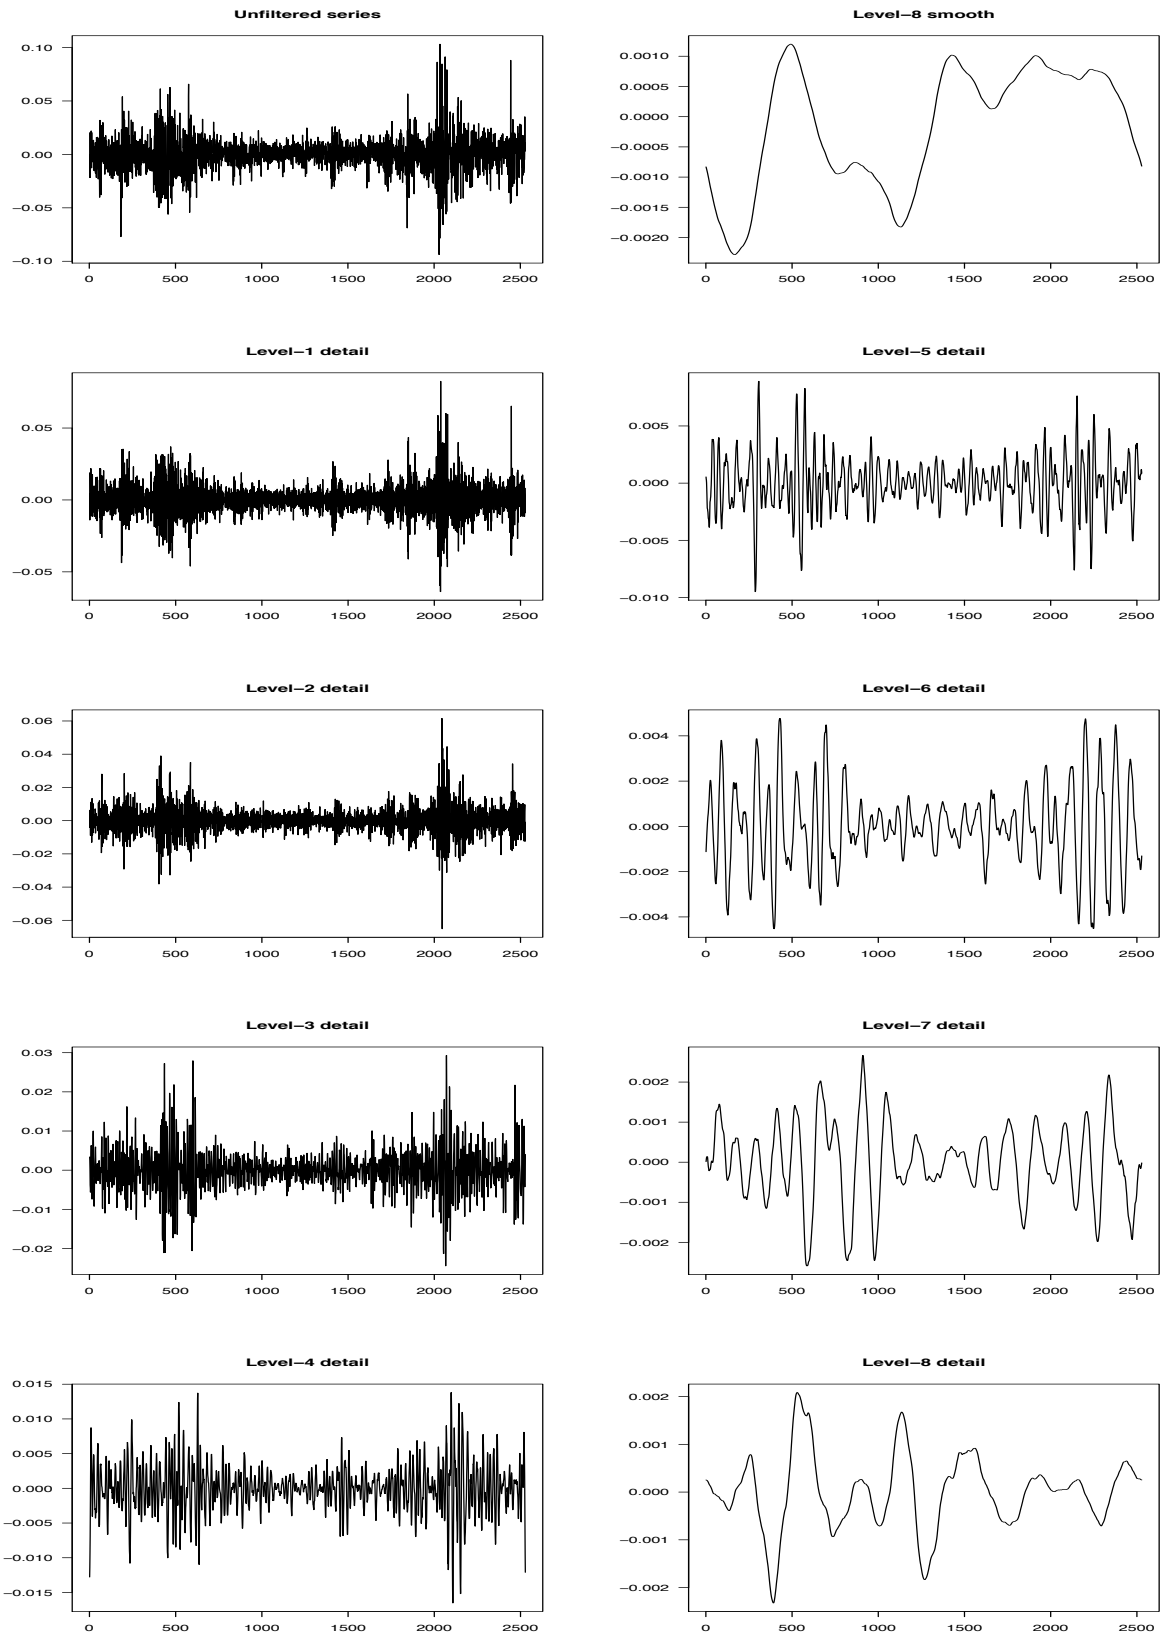 Unfiltered series
0.10
0.05
0.00
−0.05
−0.10
0 500 1000 1500 2000 2500
Level−8 smooth
0.0010
0.0005
0.0000
−0.0005
−0.0010
−0.0015
−0.0020
0 500 1000 1500 2000 2500
Level−1 detail
0.05
0.00
−0.05
0 500 1000 1500 2000 2500
Level−5 detail
0.005
0.000
−0.005
−0.010
0 500 1000 1500 2000 2500
Level−2 detail
0.06
0.04
0.02
0.00
−0.02
−0.04
−0.06
0 500 1000 1500 2000 2500
Level−6 detail
0.004
0.002
0.000
−0.002
−0.004
0 500 1000 1500 2000 2500
Level−3 detail
0.03
0.02
0.01
0.00
−0.01
−0.02
0 500 1000 1500 2000 2500
Level−7 detail
0.002
0.001
0.000
−0.001
−0.002
0 500 1000 1500 2000 2500
Level−4 detail
0.015
0.010
0.005
0.000
−0.005
−0.010
−0.015
0 500 1000 1500 2000 2500
Level−8 detail
0.002
0.001
0.000
−0.001
−0.002
0 500 1000 1500 2000 2500